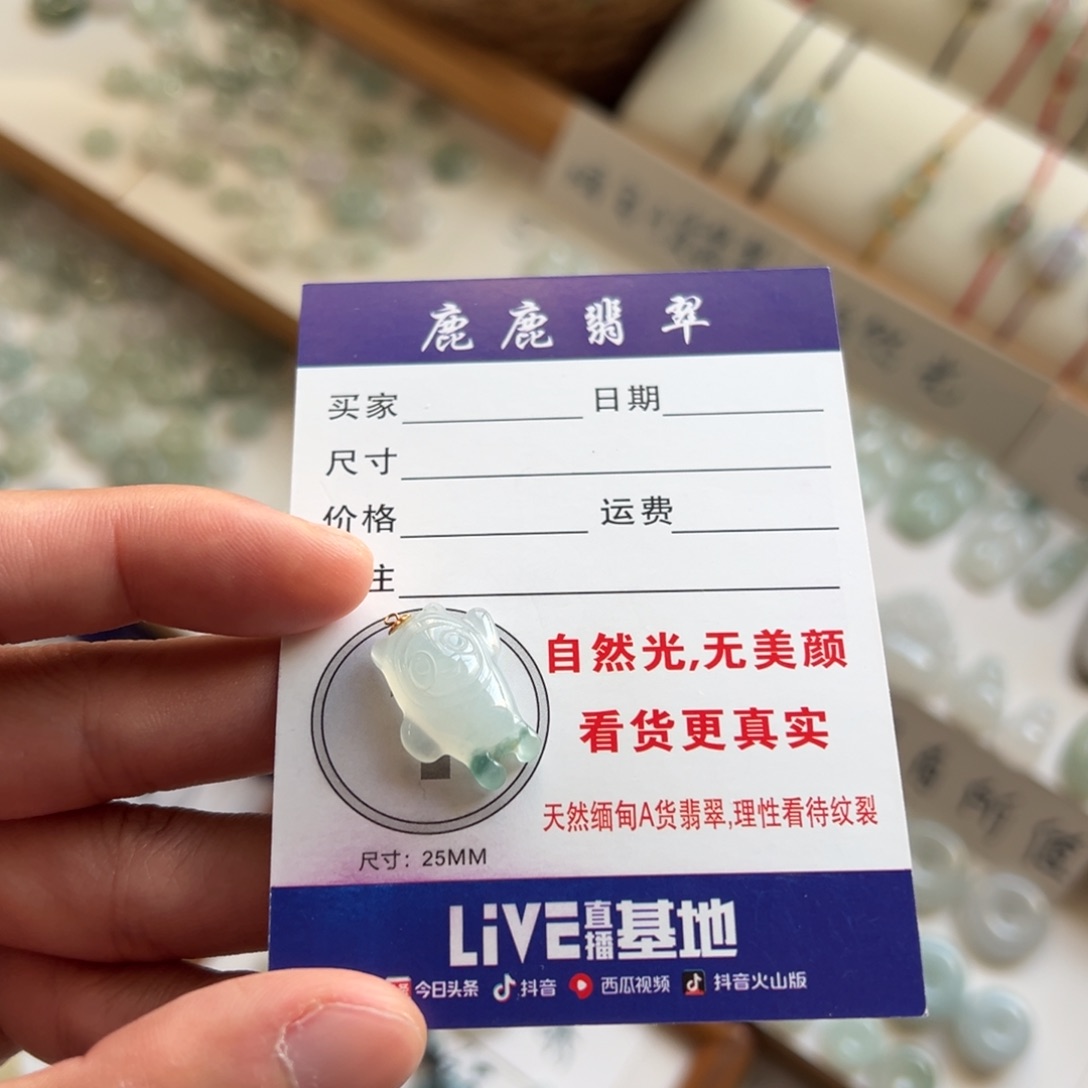 鹿鹿翡翠
买家 日期
尺寸
价格 运费
主
自然光,无美颜
看货更真实
天然缅甸A货翡翠,理性看待纹裂
尺寸：25MM
LiVE直播基地
今日头条 抖音 西瓜视频 抖音火山版